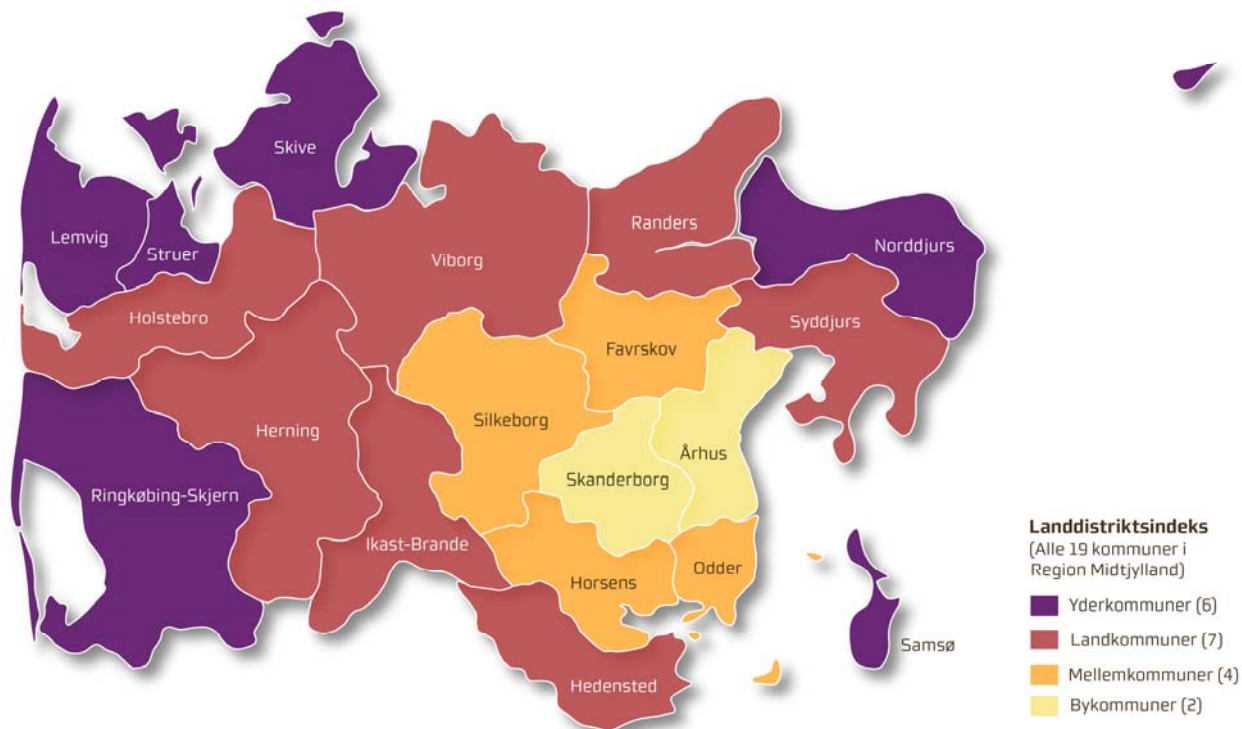 Skive
Lemvig
Struer
Randers
Norddjurs
Viborg
Holstebro
Syddjurs
Favrskov
Silkeborg
Herning
Århus
Skanderborg
Ringkøbing-Skjern
Ikast-Brande
Odder
Horsens
Samsø
Hedensted
Landdistriktsindeks
(Alle 19 kommuner i
Region Midtjylland)
Yderkommuner (6)
Landkommuner (7)
Mellemkommuner (4)
Bykommuner (2)